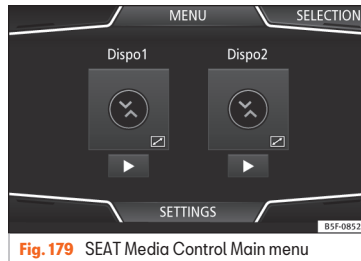 MENU SELECTION
Dispo1 Dispo2
SETTINGS
B5F-0852
Fig. 179 SEAT Media Control Main menu